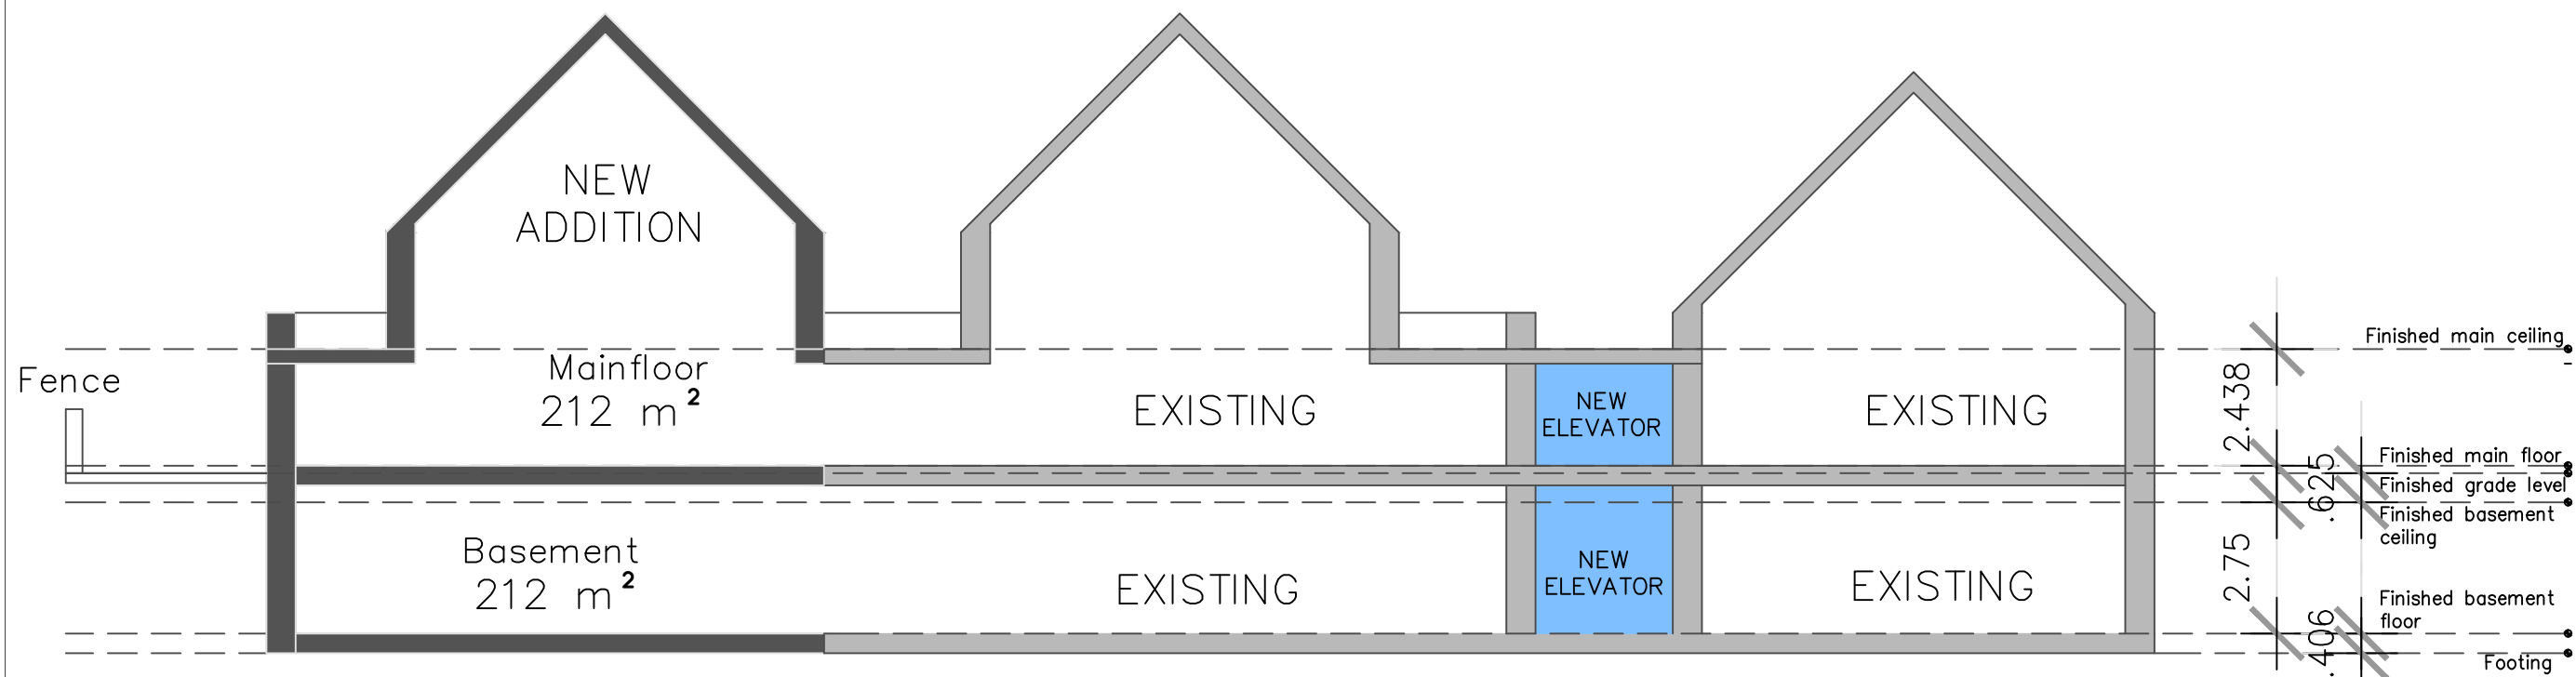 NEW
ADDITION
Mainfloor
212 m²
Fence
EXISTING
NEW
ELEVATOR
EXISTING
Basement
212 m²
EXISTING
NEW
ELEVATOR
EXISTING
2.438
.625
2.75
.406
Finished main ceiling
Finished main floor
Finished grade level
Finished basement
ceiling
Finished basement
floor
Footing